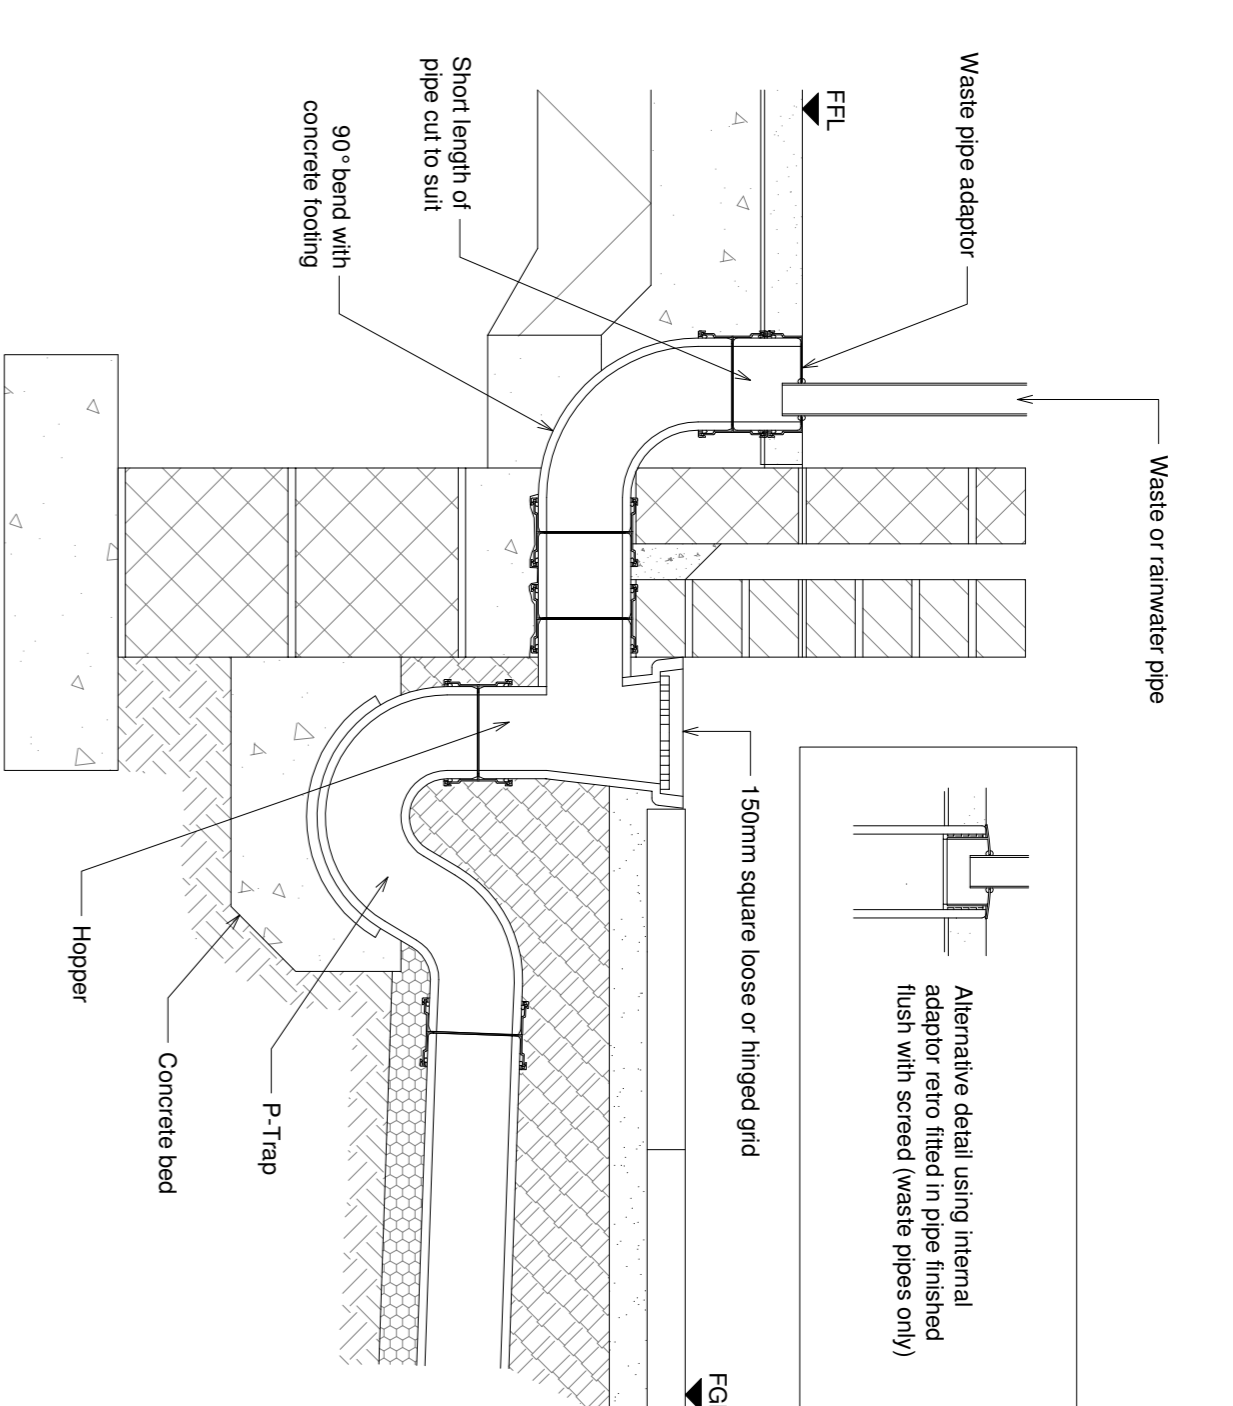 Waste or rainwater pipe
Waste pipe adaptor
FFL
Short length of
pipe cut to suit
90° bend with
concrete footing
150mm square loose or hinged grid
Alternative detail using internal
adaptor retro fitted in pipe finished
flush with screed (waste pipes only)
P-Trap
Concrete bed
Hopper